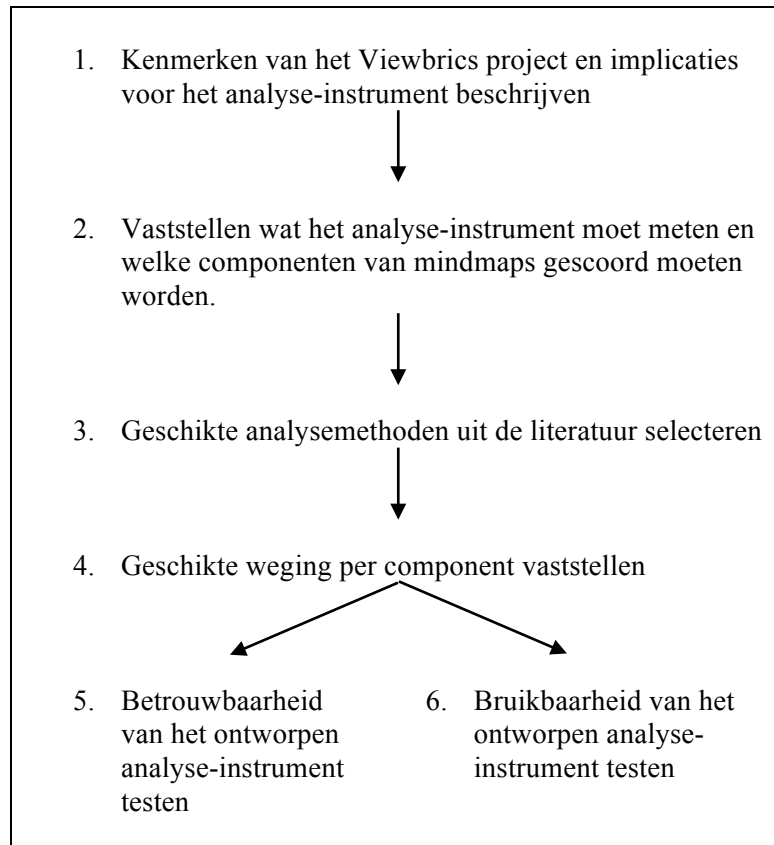 1. Kenmerken van het Viewbrics project en implicaties
voor het analyse-instrument beschrijven
2. Vaststellen wat het analyse-instrument moet meten en
welke componenten van mindmaps gescoord moeten
worden.
3. Geschikte analysemethoden uit de literatuur selecteren
4. Geschikte weging per component vaststellen
5. Betrouwbaarheid
van het ontworpen
analyse-instrument
testen
6. Bruikbaarheid van het
ontworpen analyse-
instrument testen